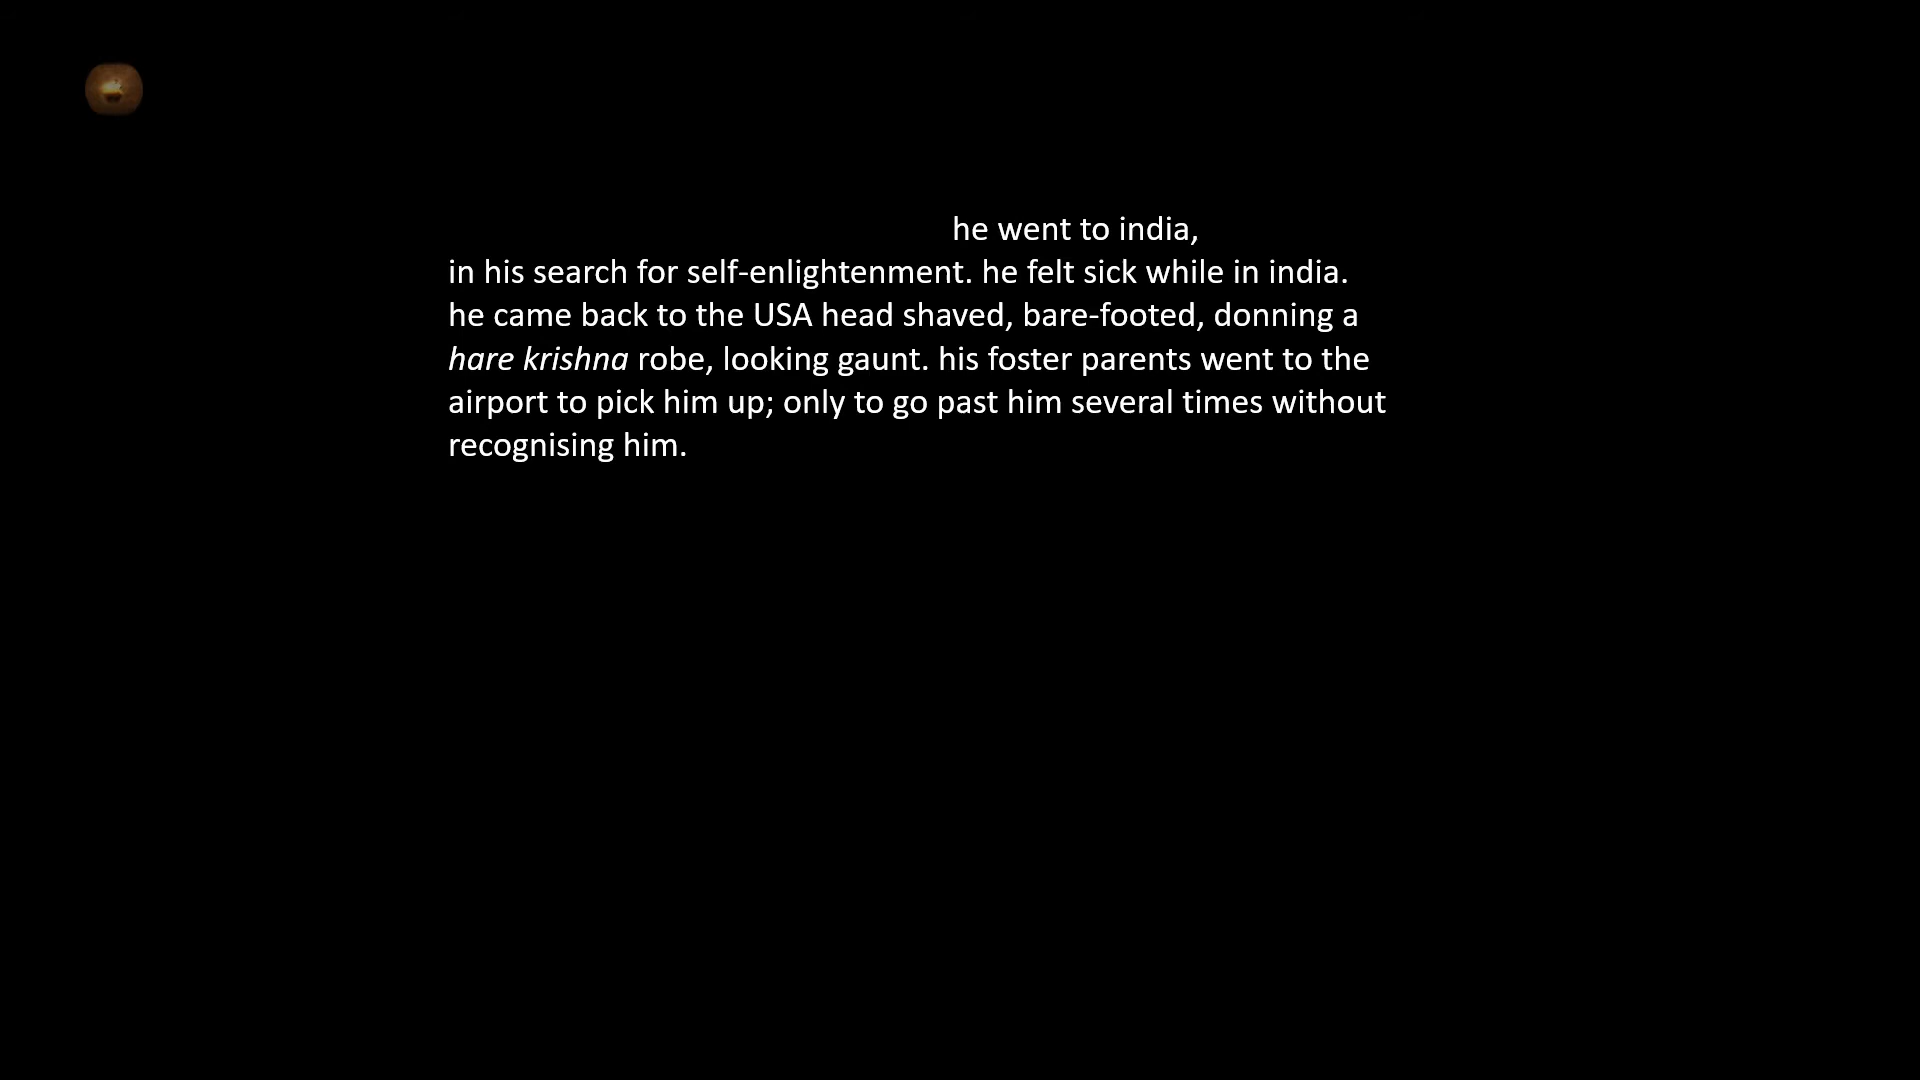 he went to india,
in his search for self-enlightenment. he felt sick while in india.
he came back to the USA head shaved, bare-footed, donning a
hare krishna robe, looking gaunt. his foster parents went to the
airport to pick him up; only to go past him several times without
recognising him.